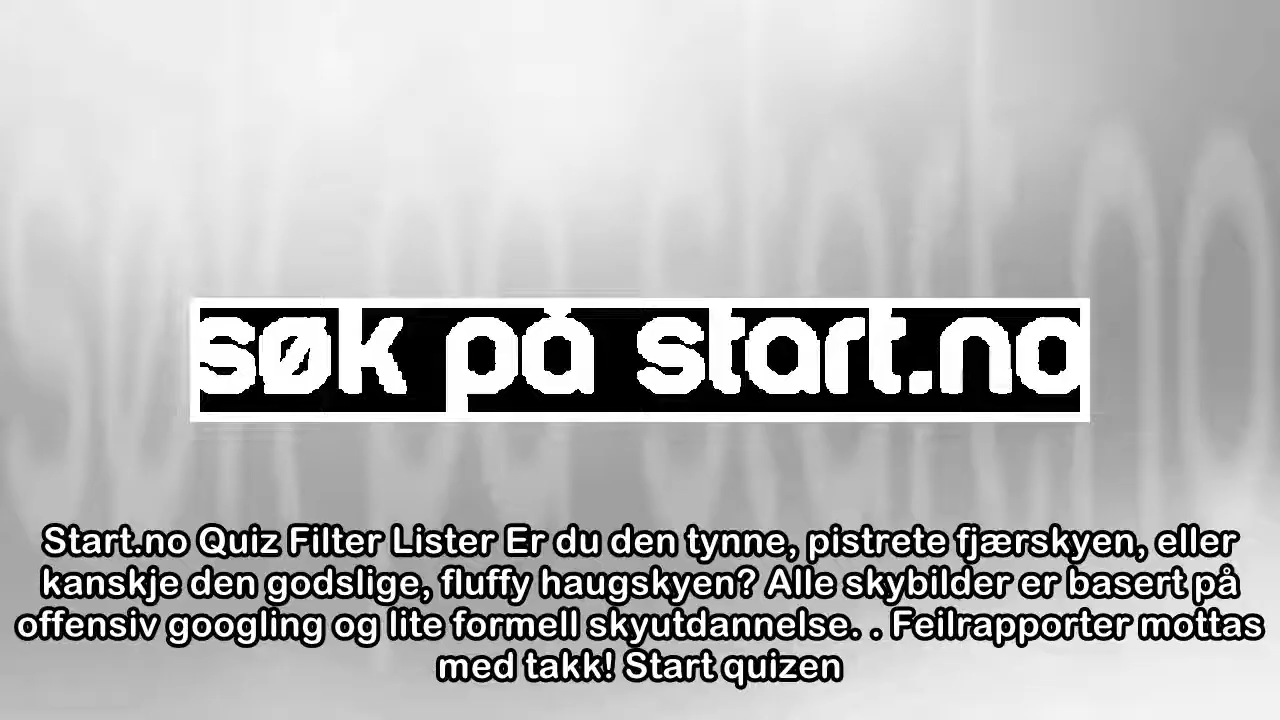 søk på start.no
Start.no Quiz Filter Lister Er du den tynne, pistrete fjærskyen, eller
kanskje den godslige, fluffy haugskyen? Alle skybilder er basert på
offensiv googling og lite formell skyutdannelse. . Feilrapporter mottas
med takk! Start quizen